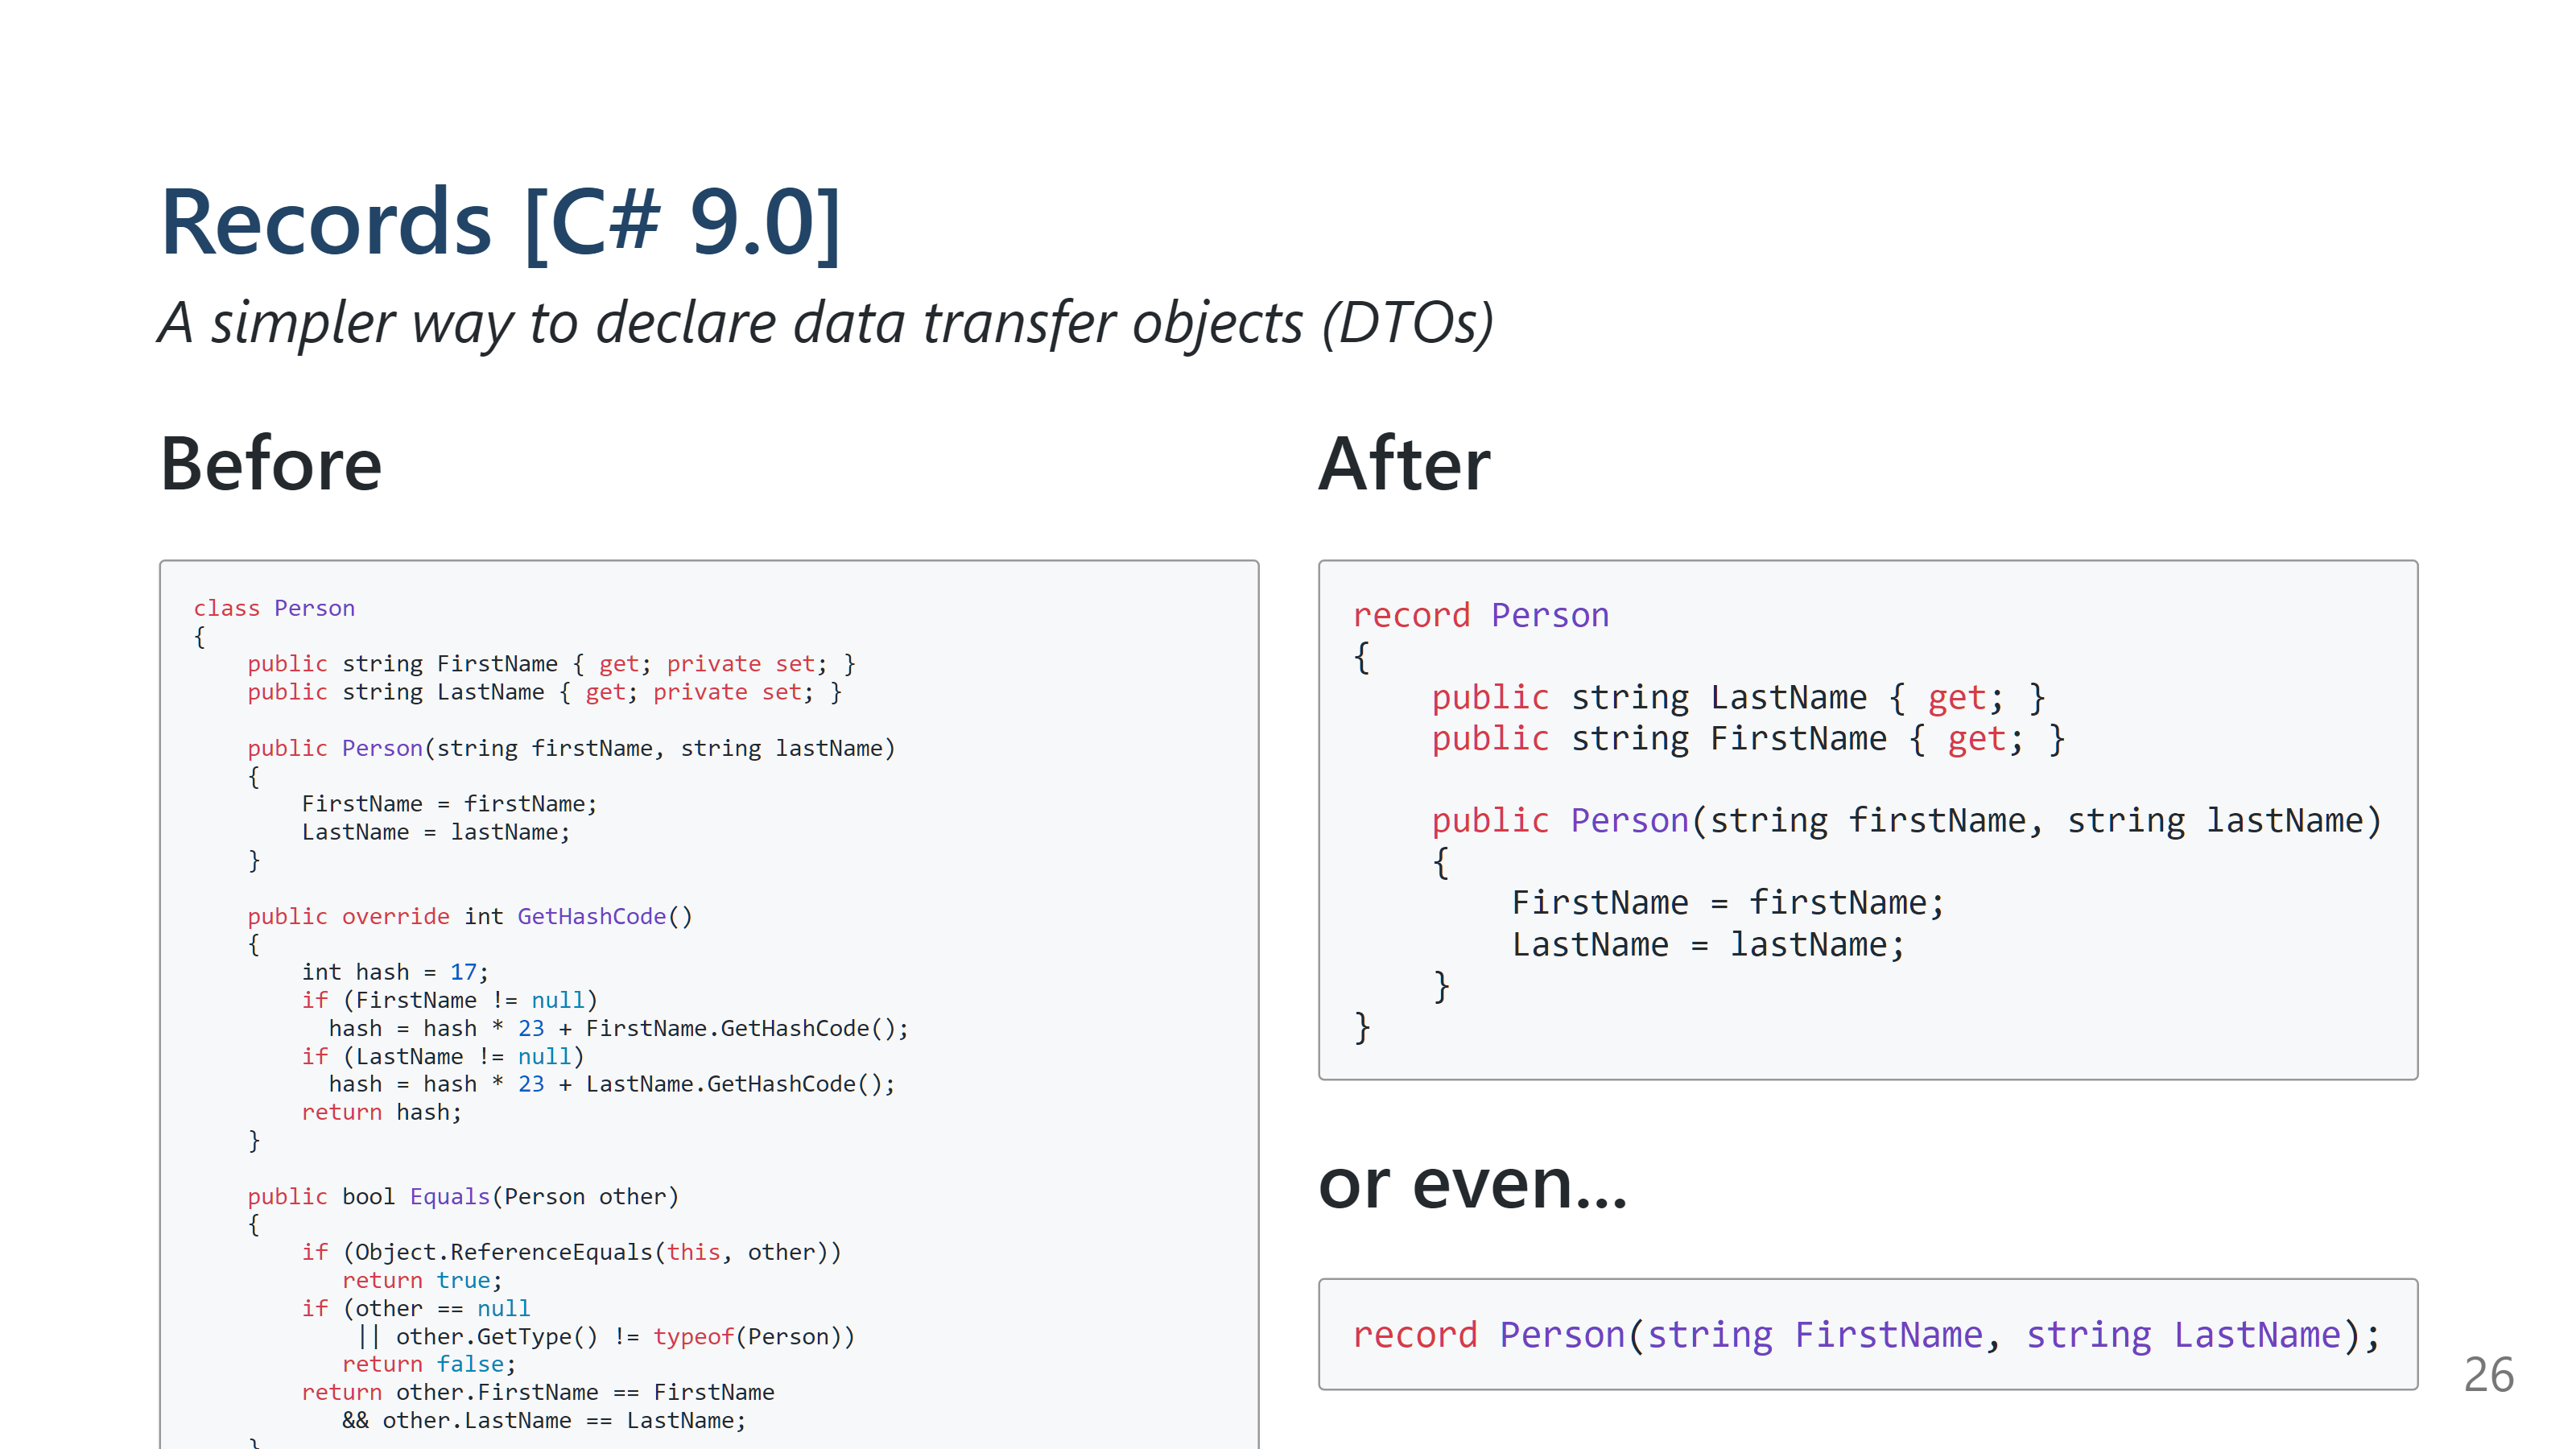 Records [C# 9.0]
A simpler way to declare data transfer objects (DTOs)
Before
class Person
{
    public string FirstName { get; private set; }
    public string LastName { get; private set; }

    public Person(string firstName, string lastName)
    {
        FirstName = firstName;
        LastName = lastName;
    }

    public override int GetHashCode()
    {
        int hash = 17;
        if (FirstName != null)
          hash = hash * 23 + FirstName.GetHashCode();
        if (LastName != null)
          hash = hash * 23 + LastName.GetHashCode();
        return hash;
    }

    public bool Equals(Person other)
    {
        if (Object.ReferenceEquals(this, other))
           return true;
        if (other == null
            || other.GetType() != typeof(Person))
           return false;
        return other.FirstName == FirstName
           && other.LastName == LastName;
    }
After
record Person
{
    public string LastName { get; }
    public string FirstName { get; }

    public Person(string firstName, string lastName)
    {
        FirstName = firstName;
        LastName = lastName;
    }
}
or even...
record Person(string FirstName, string LastName);
26